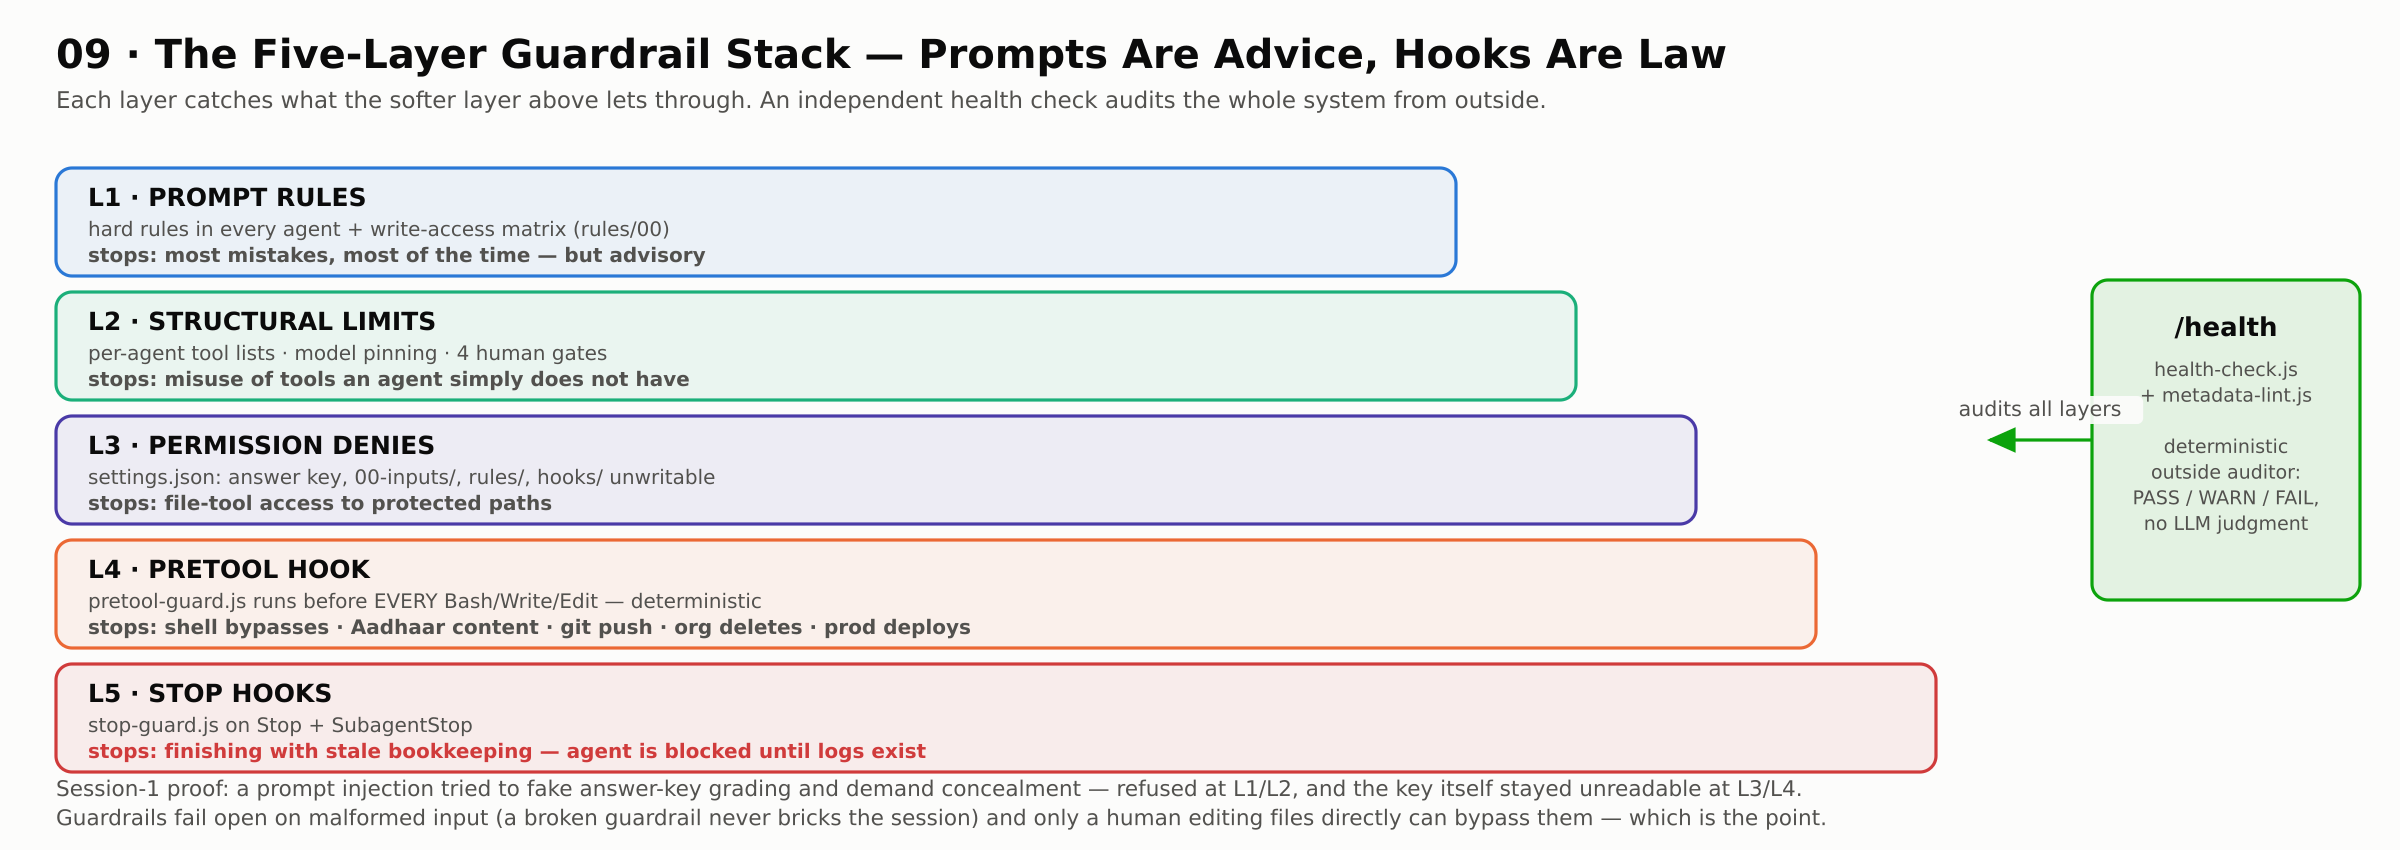 09 · The Five-Layer Guardrail Stack — Prompts Are Advice, Hooks Are Law
Each layer catches what the softer layer above lets through. An independent health check audits the whole system from outside.
L1 · PROMPT RULES
hard rules in every agent + write-access matrix (rules/00)
stops: most mistakes, most of the time — but advisory
L2 · STRUCTURAL LIMITS
per-agent tool lists · model pinning · 4 human gates
stops: misuse of tools an agent simply does not have
L3 · PERMISSION DENIES
settings.json: answer key, 00-inputs/, rules/, hooks/ unwritable
stops: file-tool access to protected paths
L4 · PRETOOL HOOK
pretool-guard.js runs before EVERY Bash/Write/Edit — deterministic
stops: shell bypasses · Aadhaar content · git push · org deletes · prod deploys
L5 · STOP HOOKS
stop-guard.js on Stop + SubagentStop
stops: finishing with stale bookkeeping — agent is blocked until logs exist
audits all layers
/health
health-check.js
+ metadata-lint.js
deterministic
outside auditor:
PASS / WARN / FAIL,
no LLM judgment
Session-1 proof: a prompt injection tried to fake answer-key grading and demand concealment — refused at L1/L2, and the key itself stayed unreadable at L3/L4.
Guardrails fail open on malformed input (a broken guardrail never bricks the session) and only a human editing files directly can bypass them — which is the point.